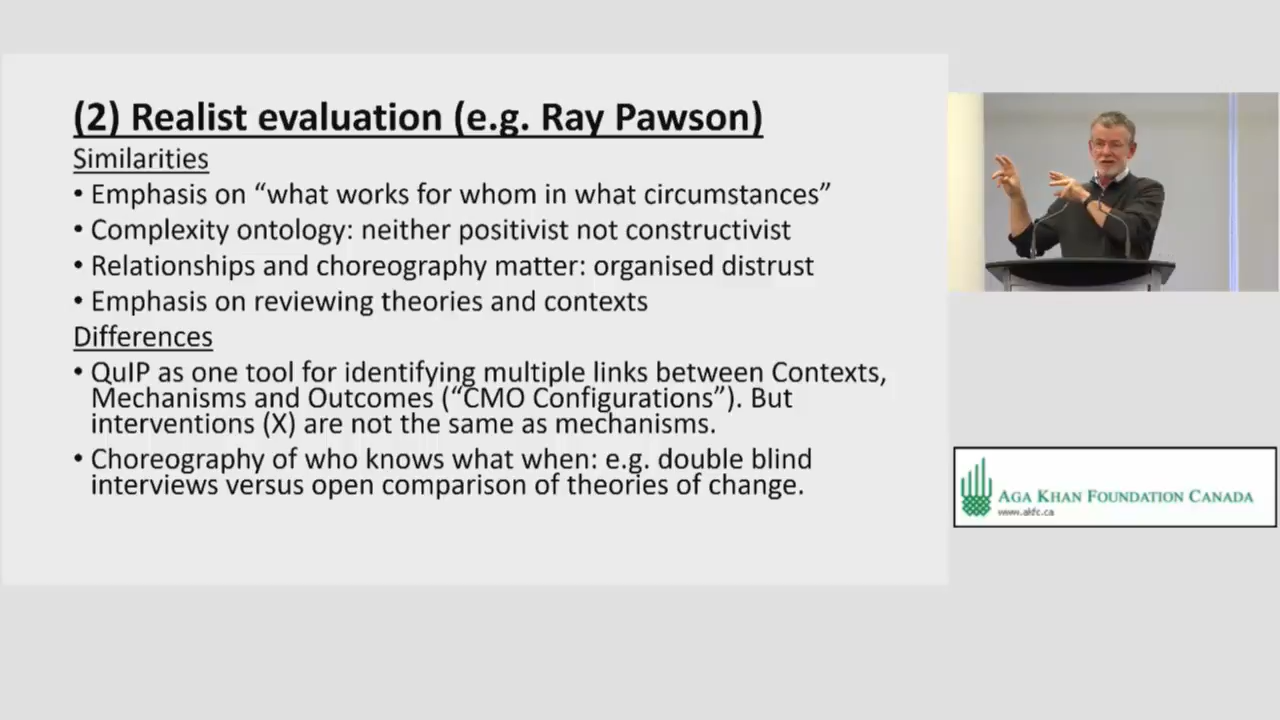 (2) Realist evaluation (e.g. Ray Pawson)
Similarities
• Emphasis on “what works for whom in what circumstances”
• Complexity ontology: neither positivist not constructivist
• Relationships and choreography matter: organised distrust
• Emphasis on reviewing theories and contexts
Differences
• QuIP as one tool for identifying multiple links between Contexts,
Mechanisms and Outcomes (“CMO Configurations”). But
interventions (X) are not the same as mechanisms.
• Choreography of who knows what when: e.g. double blind
interviews versus open comparison of theories of change.
AGA KHAN FOUNDATION CANADA
www.akfc.ca